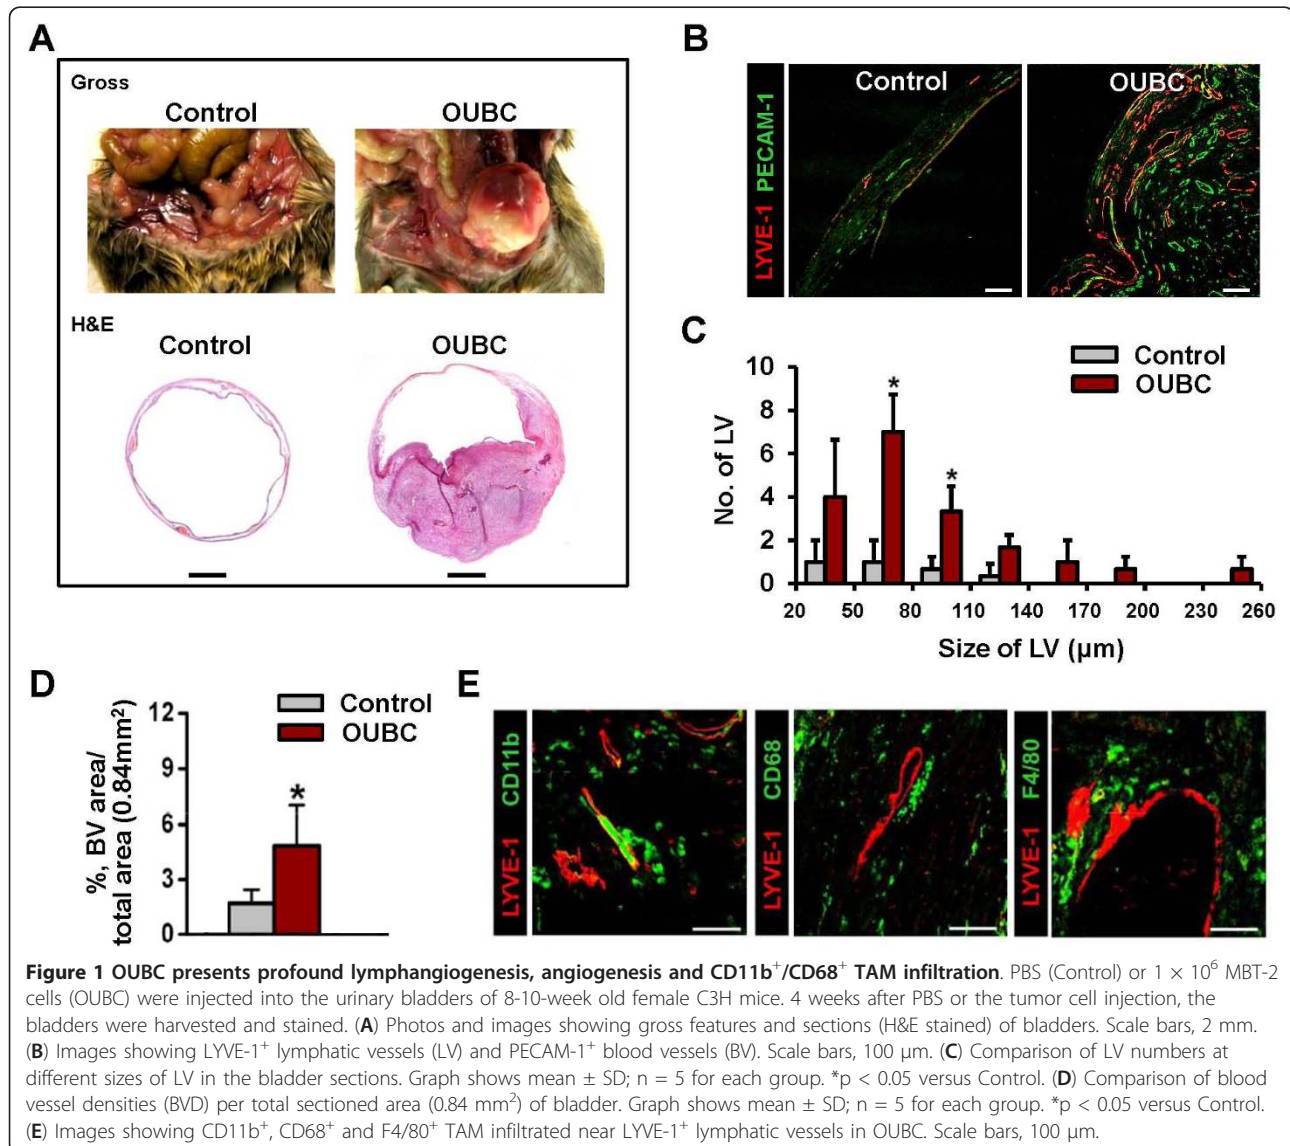 A
Gross
Control
OUBC
H&E
Control
OUBC
B
LYVE-1 PECAM-1
Control
OUBC
C
Control
OUBC
No. of LV
10
8
6
4
2
0
*
*
20 50 80 110 140 170 200 230 260
Size of LV (µm)
D
Control
OUBC
%, BV area/
total area (0.84mm²)
12
9
6
3
0
*
E
LYVE-1 CD11b
LYVE-1 CD68
LYVE-1 F4/80
Figure 1 OUBC presents profound lymphangiogenesis, angiogenesis and CD11b⁺/CD68⁺ TAM infiltration. PBS (Control) or 1 × 10⁶ MBT-2
cells (OUBC) were injected into the urinary bladders of 8-10-week old female C3H mice. 4 weeks after PBS or the tumor cell injection, the
bladders were harvested and stained. (A) Photos and images showing gross features and sections (H&E stained) of bladders. Scale bars, 2 mm.
(B) Images showing LYVE-1⁺ lymphatic vessels (LV) and PECAM-1⁺ blood vessels (BV). Scale bars, 100 μm. (C) Comparison of LV numbers at
different sizes of LV in the bladder sections. Graph shows mean ± SD; n = 5 for each group. *p < 0.05 versus Control. (D) Comparison of blood
vessel densities (BVD) per total sectioned area (0.84 mm²) of bladder. Graph shows mean ± SD; n = 5 for each group. *p < 0.05 versus Control.
(E) Images showing CD11b⁺, CD68⁺ and F4/80⁺ TAM infiltrated near LYVE-1⁺ lymphatic vessels in OUBC. Scale bars, 100 μm.